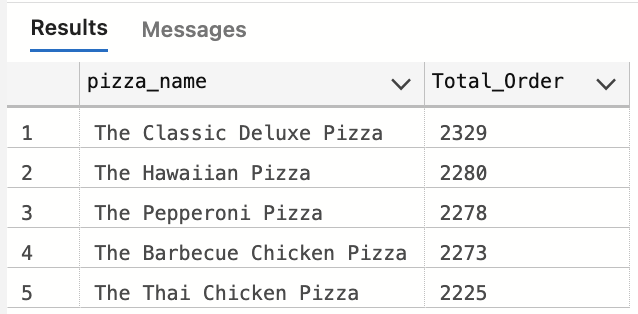 Results Messages
pizza_name Total_Order
1 The Classic Deluxe Pizza 2329
2 The Hawaiian Pizza 2280
3 The Pepperoni Pizza 2278
4 The Barbecue Chicken Pizza 2273
5 The Thai Chicken Pizza 2225